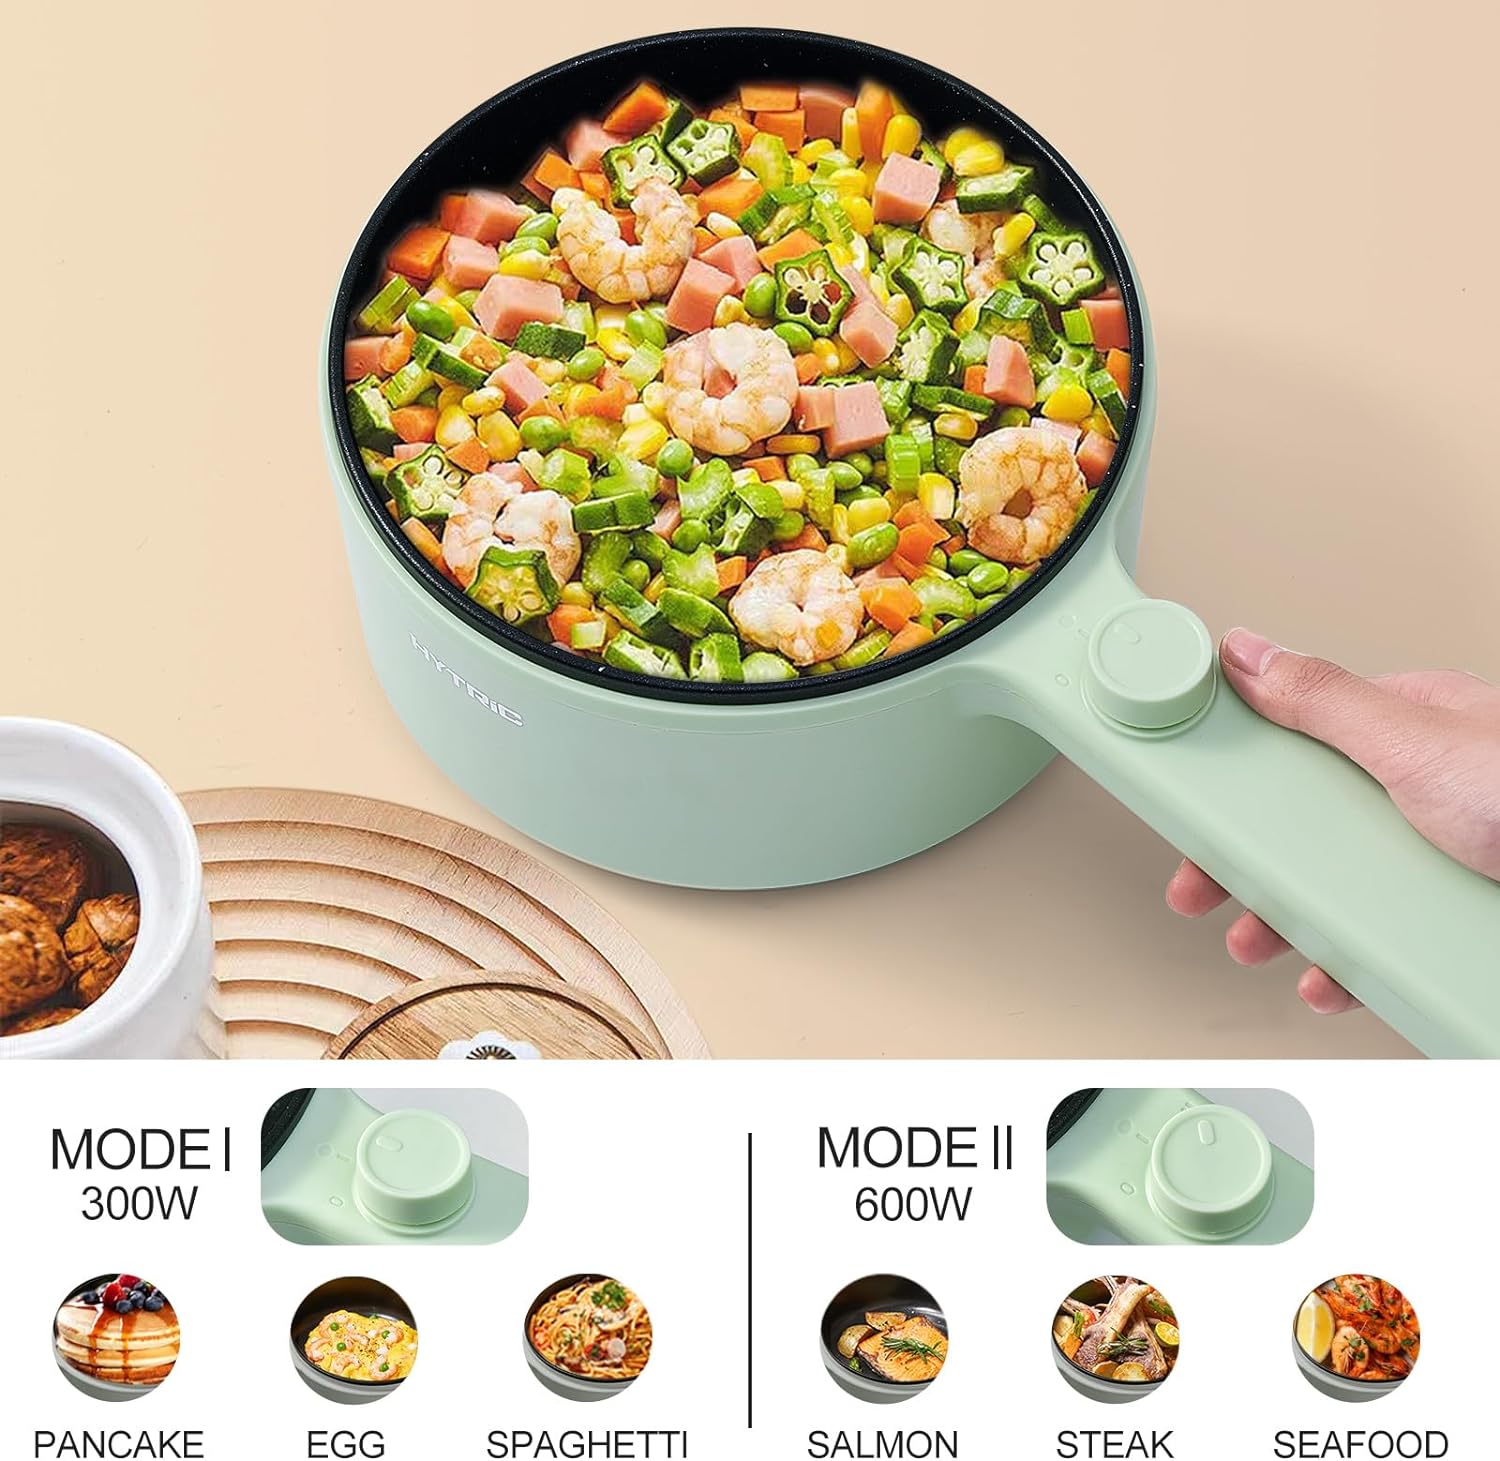 HYTRIC
MODE I
300W
MODE II
600W
PANCAKE
EGG
SPAGHETTI
SALMON
STEAK
SEAFOOD